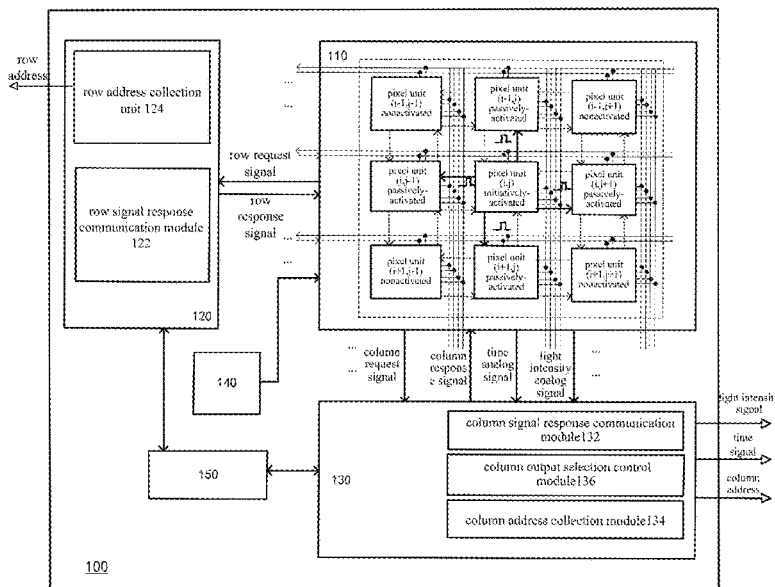 row
address
row address collection
unit 124
row signal response
communication module 122
120
row request
signal
row
response
signal
110
pixel unit
(i-1,j-1)
nonactivated
pixel unit
(i-1,j)
passively-
activated
pixel unit
(i-1,j+1)
nonactivated
pixel unit
(i,j-1)
passively-
activated
pixel unit
(i,j)
initiatively-
activated
pixel unit
(i,j+1)
passively-
activated
pixel unit
(i+1,j-1)
nonactivated
pixel unit
(i+1,j)
passively-
activated
pixel unit
(i+1,j+1)
nonactivated
...
...
...
...
...
...
...
...
...
...
column
request
signal
column
respons
e signal
time
analog
signal
light
intensity
analog signal
140
150
130
column signal response communication
module132
column output selection control
module136
column address collection module134
light intensity
signal
time
signal
column
address
100